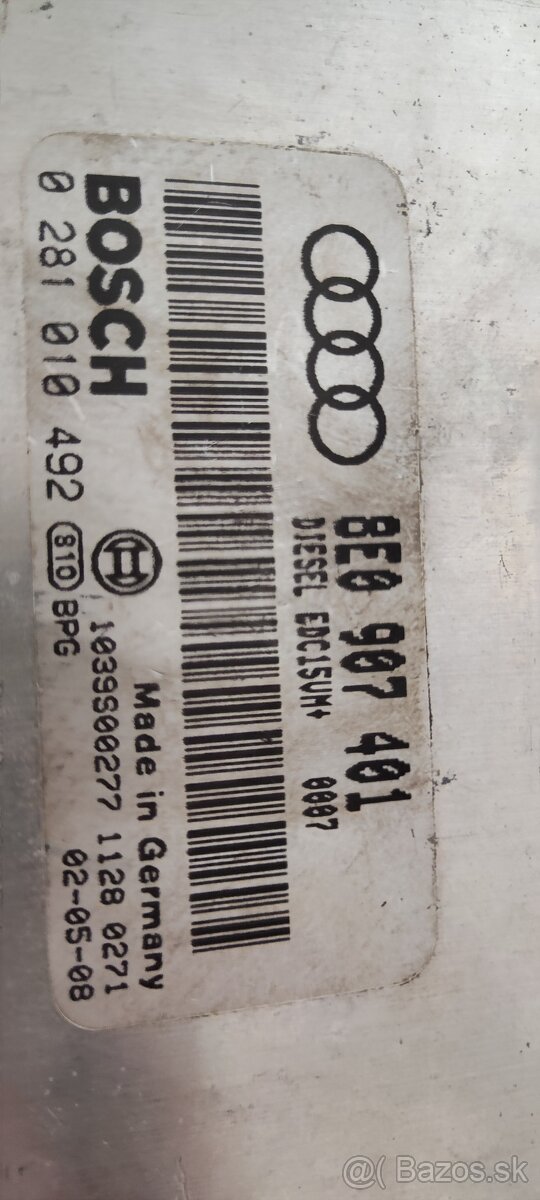 8E0 907 401
DIESEL EDC15VM+ 0007
BOSCH
Made in Germany
0 281 010 492
1039S00277 1128 0271
810 BPG
02-05-08
@( Bazos.sk